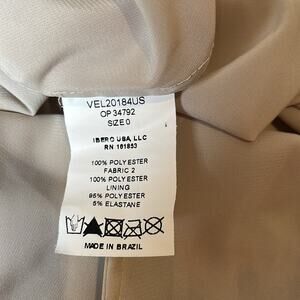 VEL20184US
OP 34792
SIZE 0
IBERO USA, LLC
RN 161853
100% POLYESTER
FABRIC 2
100% POLYESTER
LINING
95% POLYESTER
5% ELASTANE
MADE IN BRAZIL